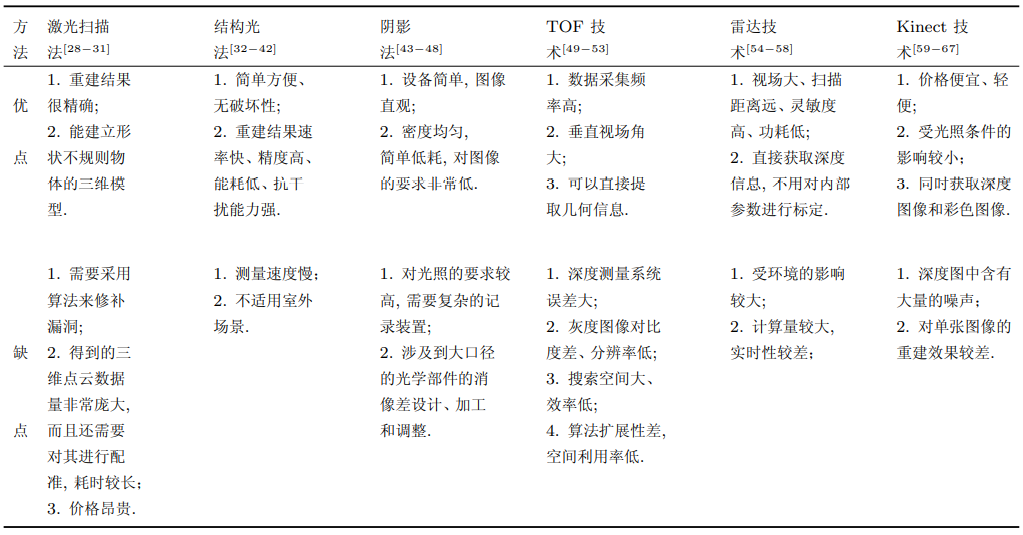 方法
激光扫描法[28−31]
结构光法[32−42]
阴影法[43−48]
TOF 技术[49−53]
雷达技术[54−58]
Kinect 技术[59−67]
优点
1. 重建结果
很精确;
2. 能建立形
状不规则物
体的三维模
型.
1. 简单方便、
无破坏性;
2. 重建结果速
率快、精度高、
能耗低、抗干
扰能力强.
1. 设备简单, 图像
直观;
2. 密度均匀,
简单低耗, 对图像
的要求非常低.
1. 数据采集频
率高;
2. 垂直视场角
大;
3. 可以直接提
取几何信息.
1. 视场大、扫描
距离远、灵敏度
高、功耗低;
2. 直接获取深度
信息, 不用对内部
参数进行标定.
1. 价格便宜、轻
便;
2. 受光照条件的
影响较小;
3. 同时获取深度
图像和彩色图像.
缺点
1. 需要采用
算法来修补
漏洞;
2. 得到的三
维点云数据
量非常庞大,
而且还需要
对其进行配
准, 耗时较长;
3. 价格昂贵.
1. 测量速度慢;
2. 不适用室外
场景.
1. 对光照的要求较
高, 需要复杂的记
录装置;
2. 涉及到大口径
的光学部件的消
像差设计、加工
和调整.
1. 深度测量系统
误差大;
2. 灰度图像对比
度差、分辨率低;
3. 搜索空间大、
效率低;
4. 算法扩展性差,
空间利用率低.
1. 受环境的影响
较大;
2. 计算量较大,
实时性较差;
1. 深度图中含有
大量的噪声;
2. 对单张图像的
重建效果较差.